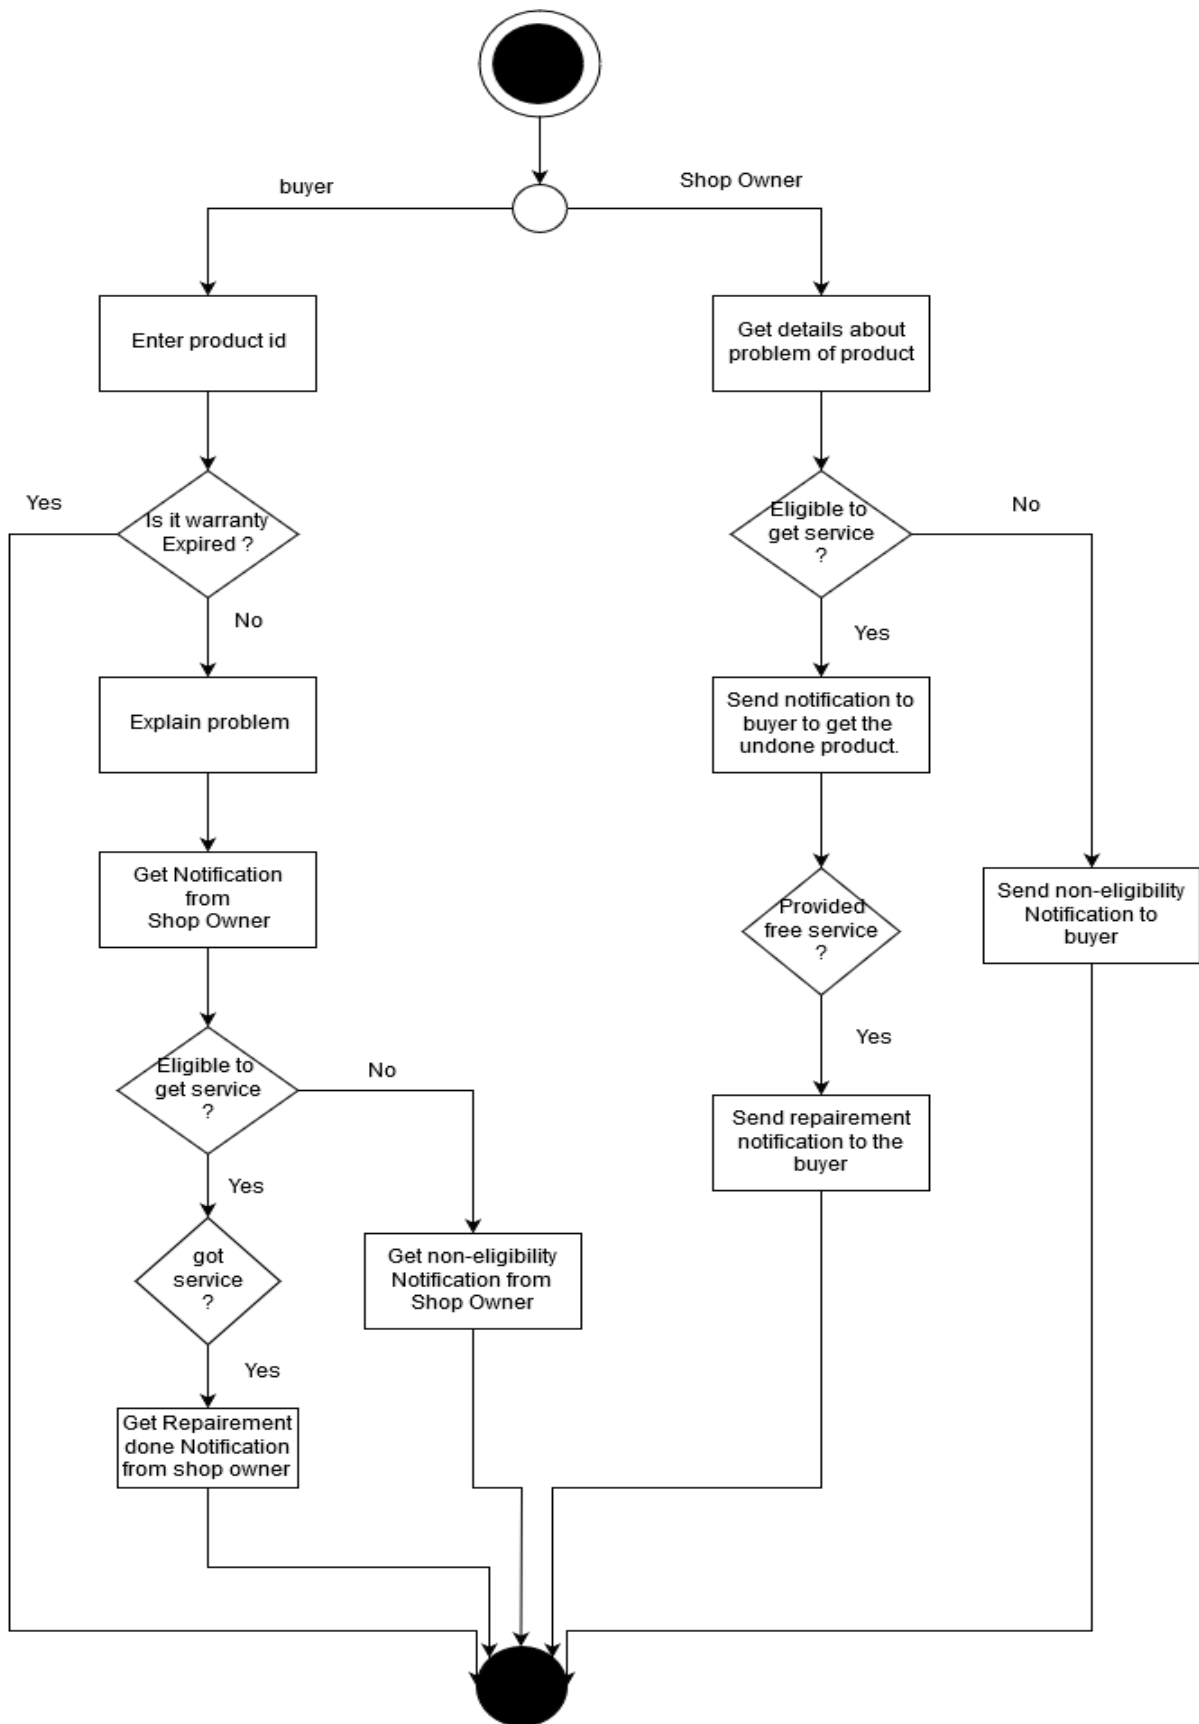 buyer
Shop Owner
Enter product id
Get details about
problem of product
Yes
Is it warranty
Expired ?
Eligible to
get service
?
No
No
Yes
Explain problem
Send notification to
buyer to get the
undone product.
Get Notification
from
Shop Owner
Provided
free service
?
Send non-eligibility
Notification to
buyer
Yes
Eligible to
get service
?
No
Send repairement
notification to the
buyer
Yes
got
service
?
Get non-eligibility
Notification from
Shop Owner
Yes
Get Repairement
done Notification
from shop owner